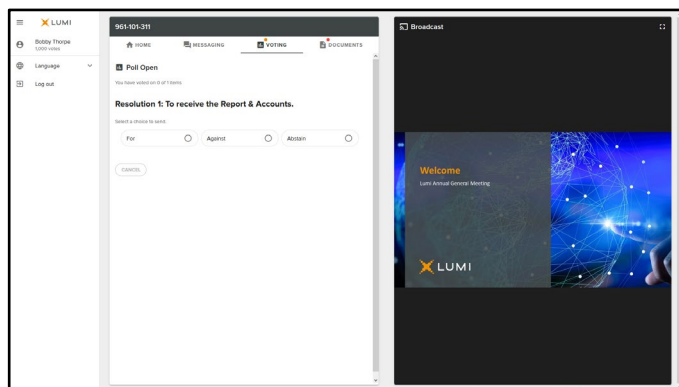 LUMI
Bobby Thorpe
1,000 votes
Language
Log out
961-101-311
HOME
MESSAGING
VOTING
DOCUMENTS
Poll Open
You have voted on 0 of 1 items
Resolution 1: To receive the Report & Accounts.
Select a choice to send.
For
Against
Abstain
CANCEL
Broadcast
Welcome
Lumi Annual General Meeting
LUMI